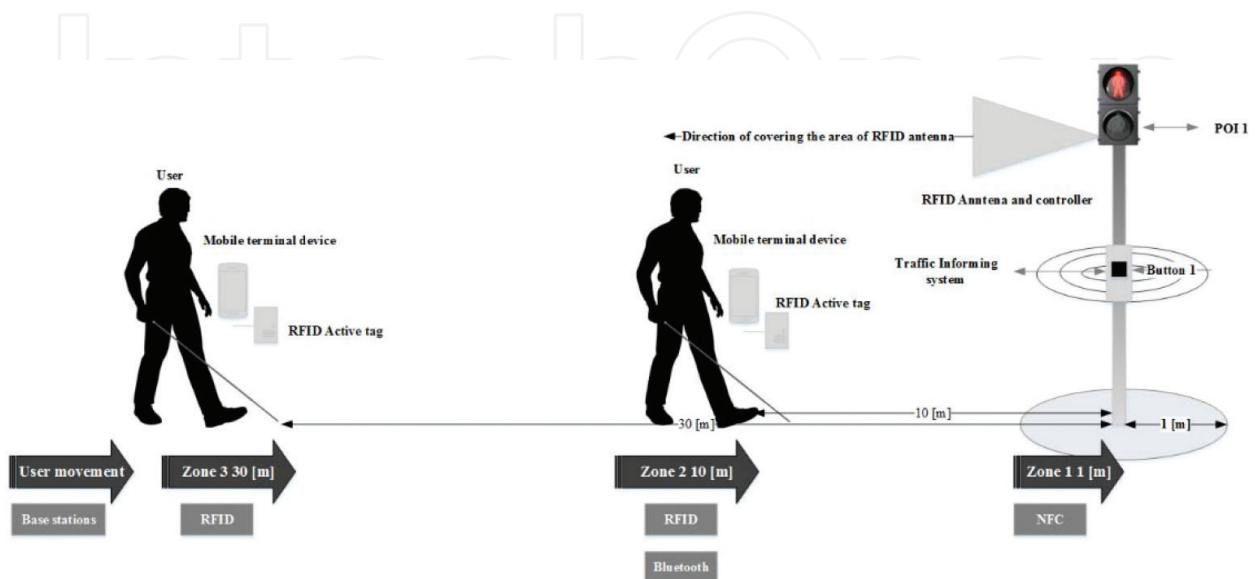 Direction of covering the area of RFID antenna
POI 1
User
User
RFID Anntena and controller
Mobile terminal device
Mobile terminal device
Traffic Informing
system
Button 1
RFID Active tag
RFID Active tag
10 [m]
30 [m]
1 [m]
User movement
Zone 3 30 [m]
Zone 2 10 [m]
Zone 1 1 [m]
Base stations
RFID
RFID
NFC
Bluetooth